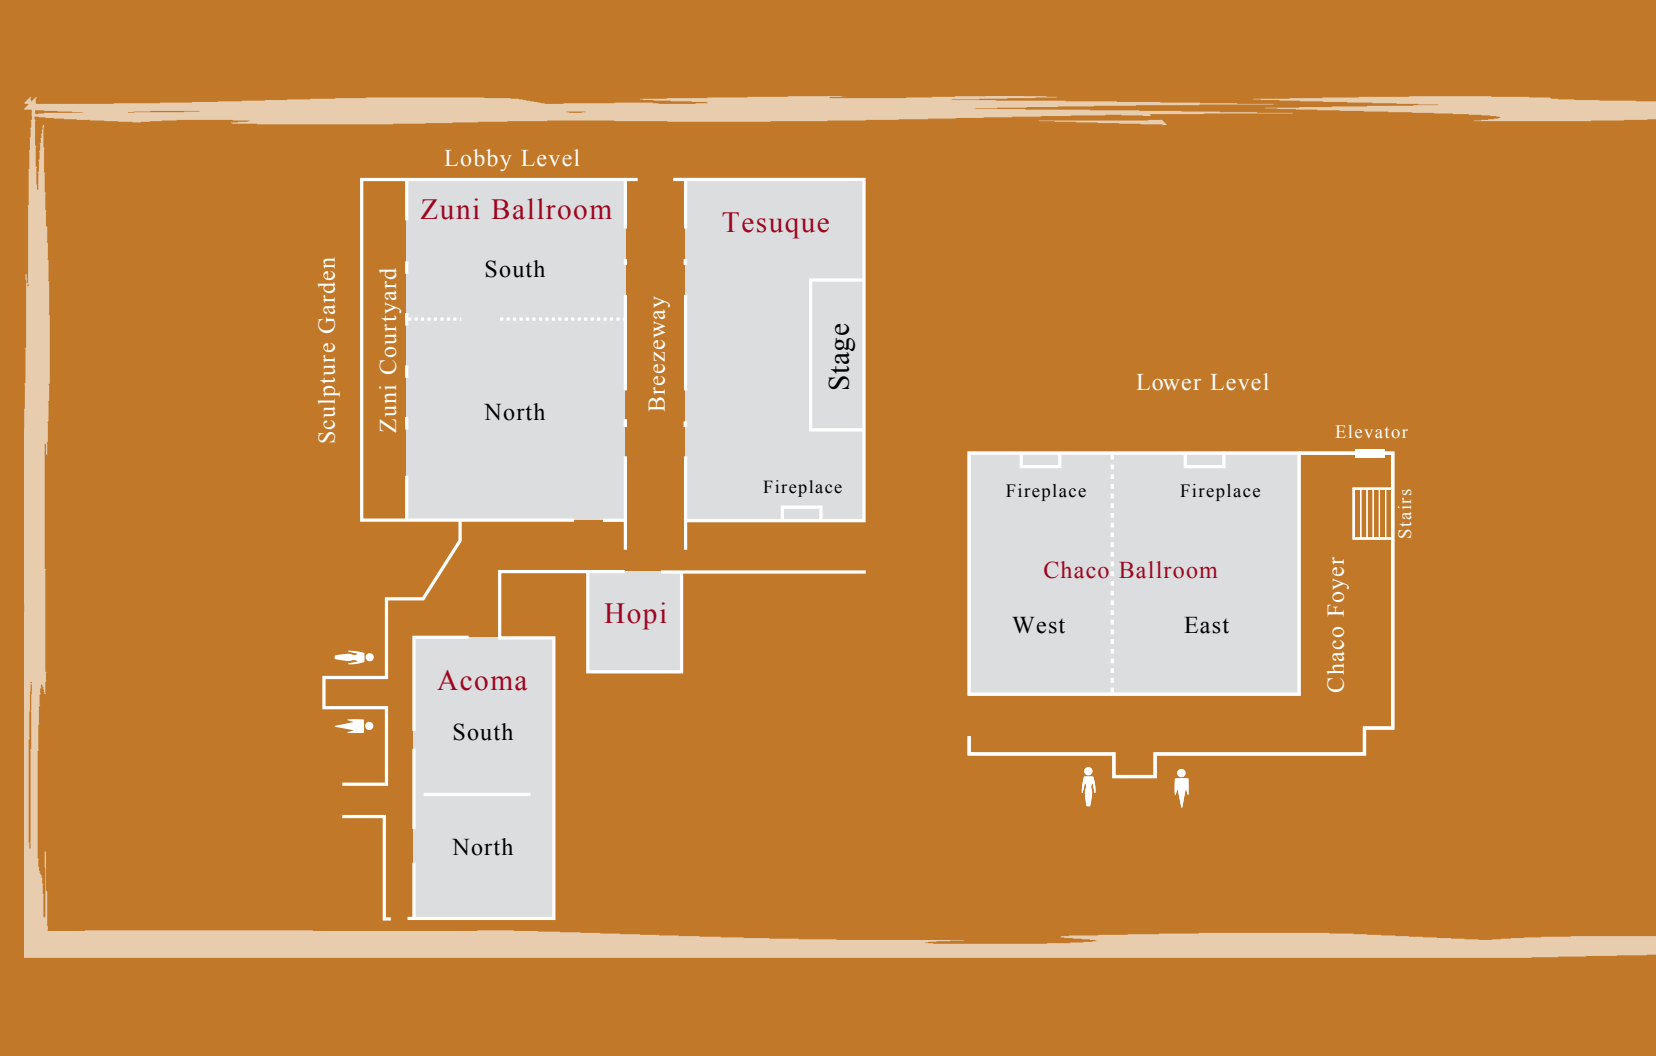 Lobby Level
Zuni Ballroom
South
North
Sculpture Garden
Zuni Courtyard
Breezeway
Tesuque
Stage
Fireplace
Hopi
Acoma
South
North
Lower Level
Elevator
Stairs
Fireplace
Fireplace
Chaco Ballroom
West
East
Chaco Foyer